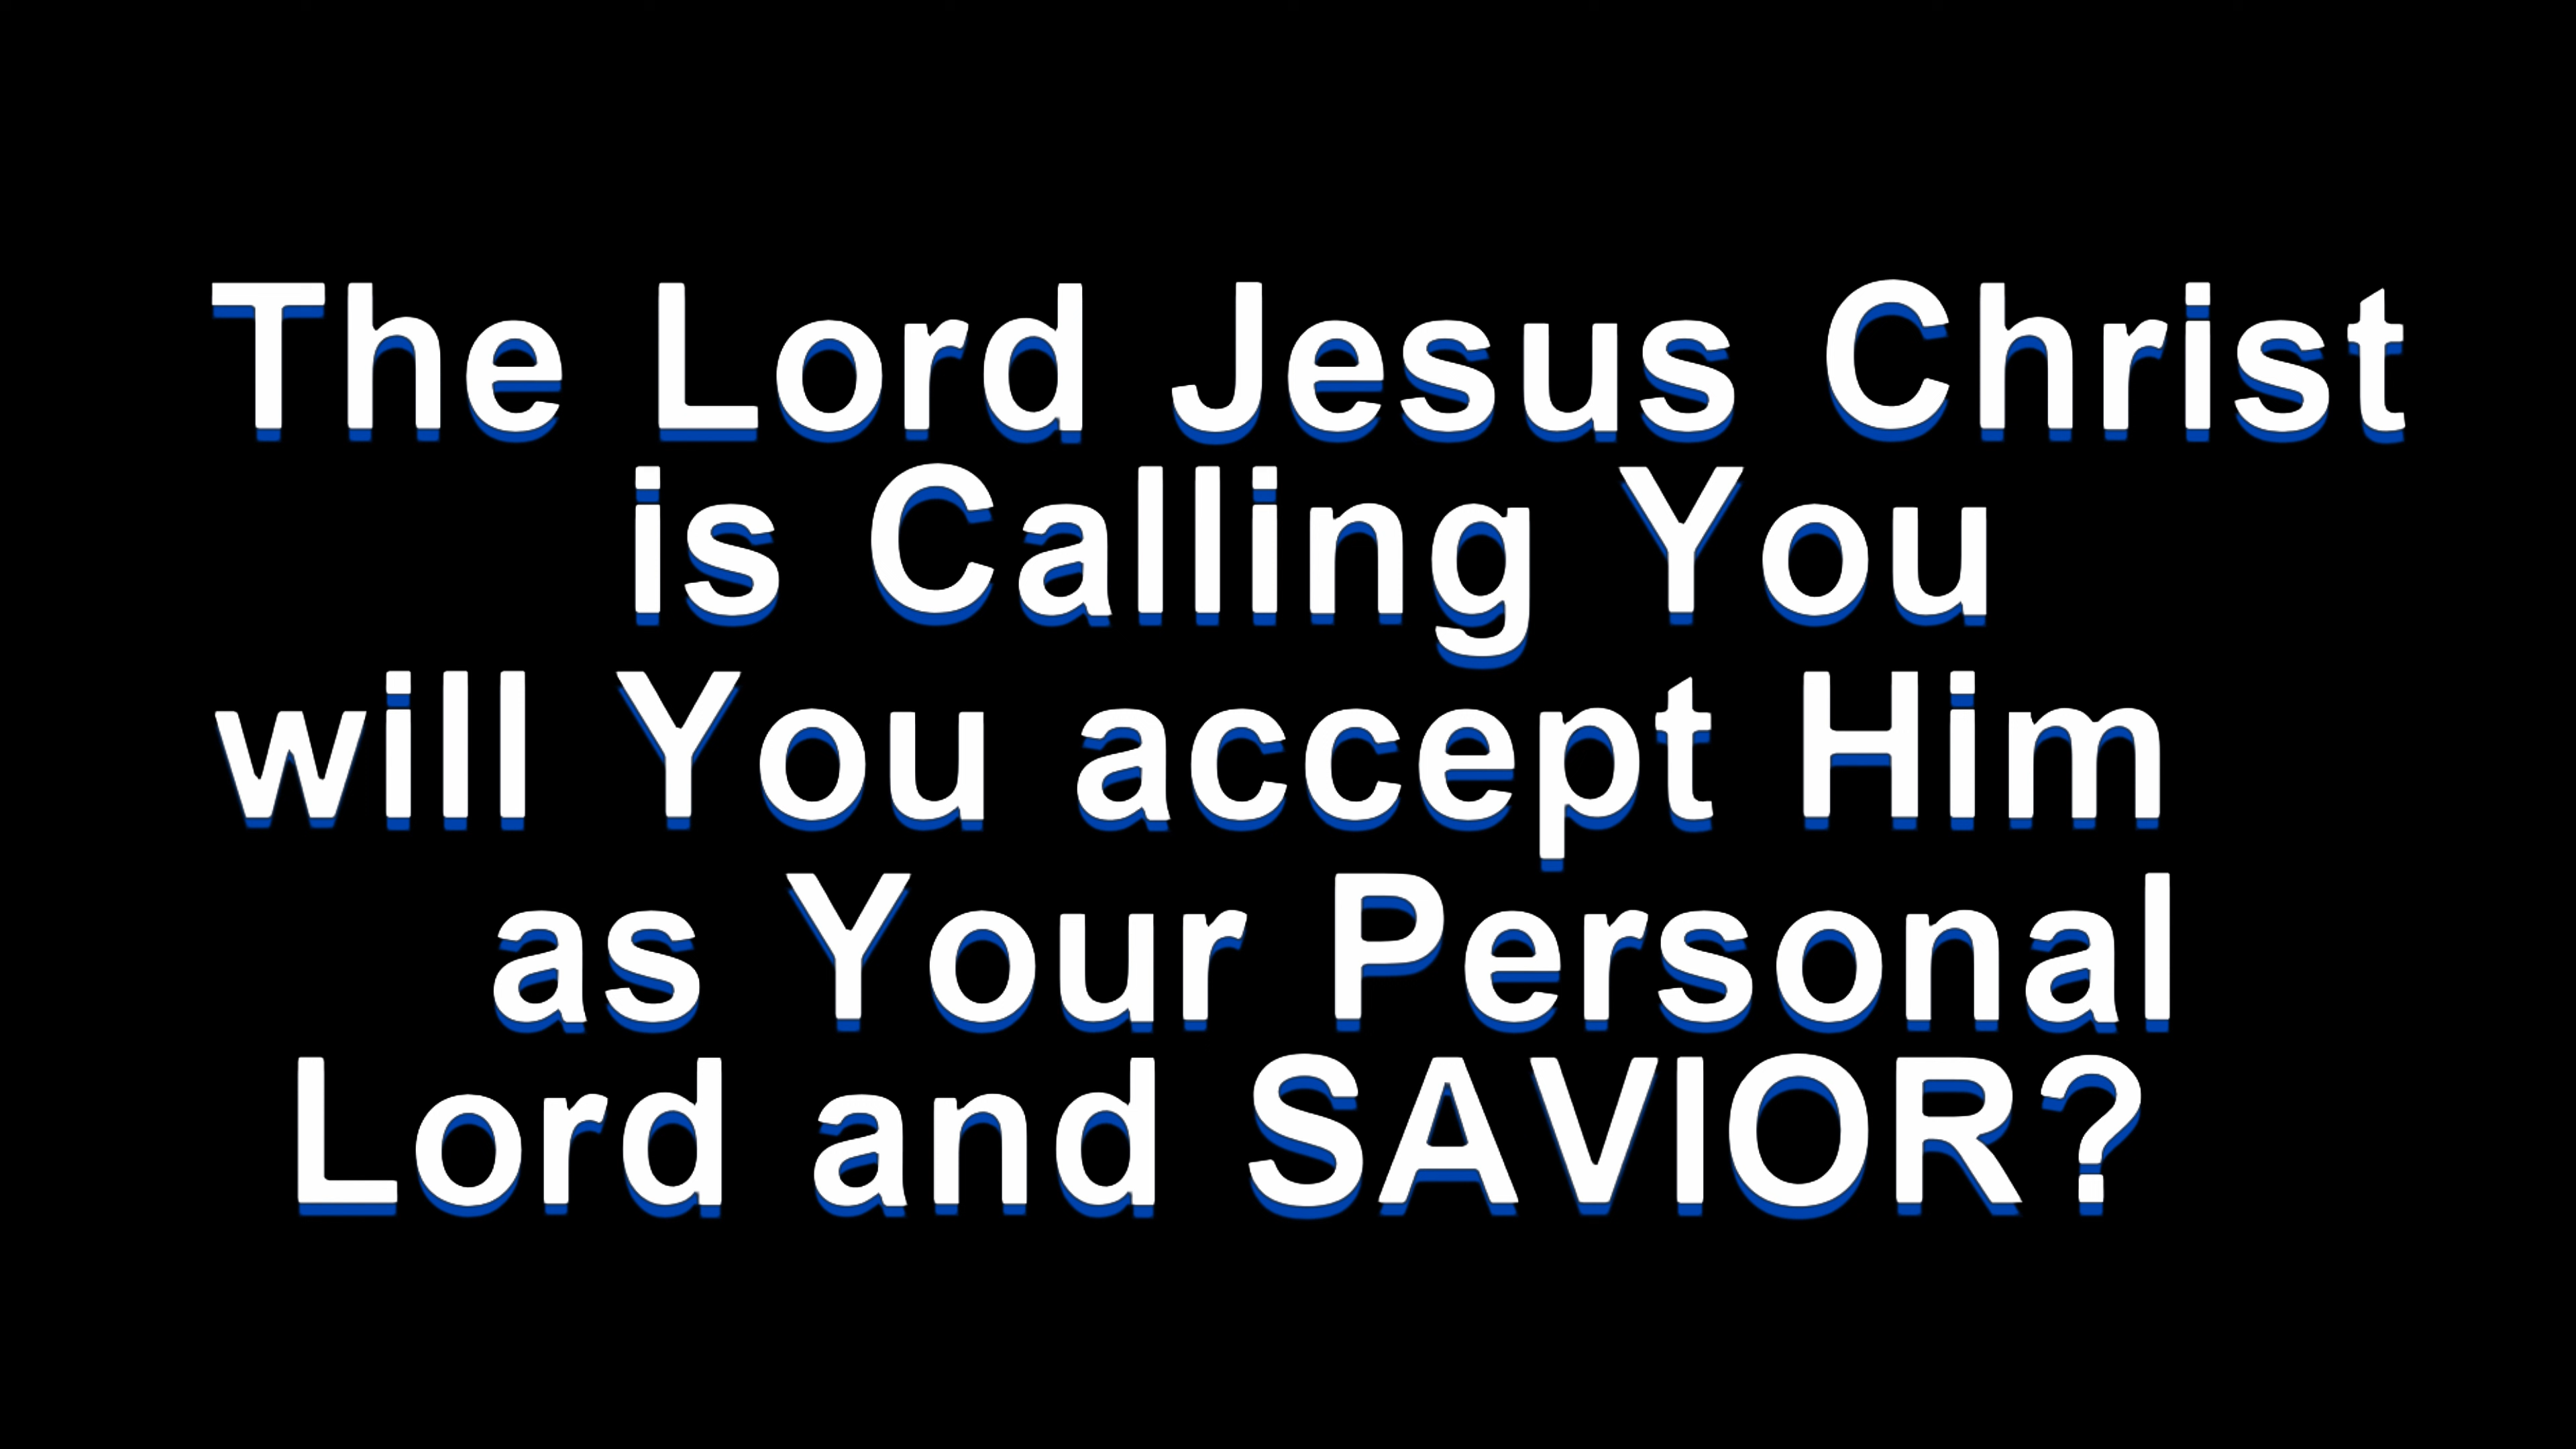 The Lord Jesus Christ
is Calling You
will You accept Him
as Your Personal
Lord and SAVIOR?